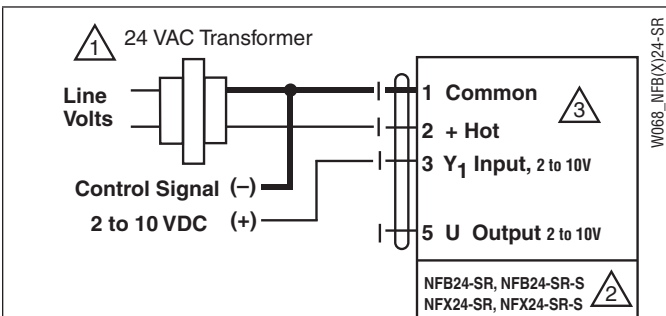 1 24 VAC Transformer
Line
Volts
1 Common
3
2 + Hot
3 Y1 Input, 2 to 10V
Control Signal (–)
2 to 10 VDC (+)
5 U Output 2 to 10V
NFB24-SR, NFB24-SR-S
NFX24-SR, NFX24-SR-S
2
W068_NFB(X)24-SR